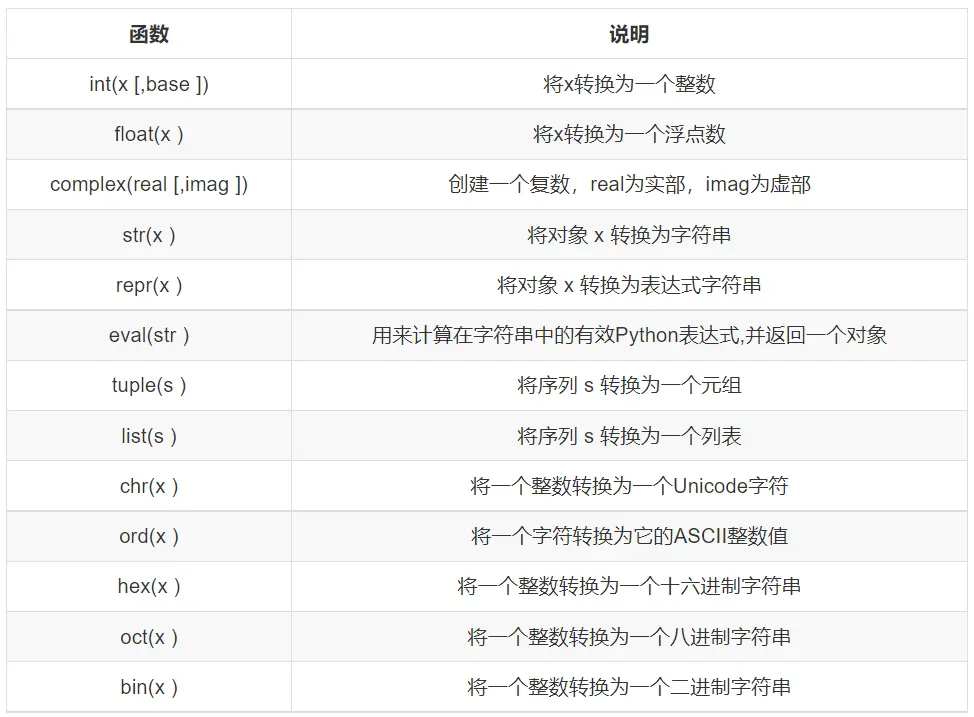 函数 说明
int(x [,base ]) 将x转换为一个整数
float(x ) 将x转换为一个浮点数
complex(real [,imag ]) 创建一个复数，real为实部，imag为虚部
str(x ) 将对象 x 转换为字符串
repr(x ) 将对象 x 转换为表达式字符串
eval(str ) 用来计算在字符串中的有效Python表达式,并返回一个对象
tuple(s ) 将序列 s 转换为一个元组
list(s ) 将序列 s 转换为一个列表
chr(x ) 将一个整数转换为一个Unicode字符
ord(x ) 将一个字符转换为它的ASCII整数值
hex(x ) 将一个整数转换为一个十六进制字符串
oct(x ) 将一个整数转换为一个八进制字符串
bin(x ) 将一个整数转换为一个二进制字符串